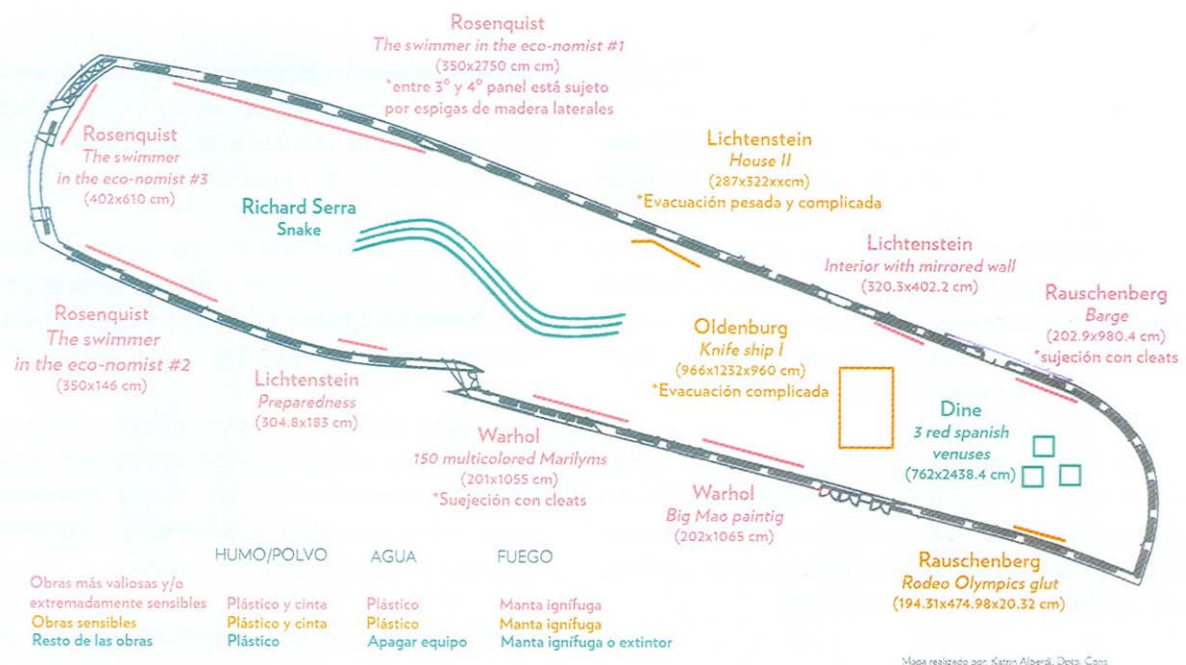 Rosenquist
The swimmer in the eco-nomist #1
(350x2750 cm cm)
*entre 3º y 4º panel está sujeto
por espigas de madera laterales
Rosenquist
The swimmer
in the eco-nomist #3
(402x610 cm)
Lichtenstein
House II
(287x322xxcm)
*Evacuación pesada y complicada
Richard Serra
Snake
Lichtenstein
Interior with mirrored wall
(320.3x402.2 cm)
Rauschenberg
Barge
(202.9x980.4 cm)
*sujeción con cleats
Rosenquist
The swimmer
in the eco-nomist #2
(350x146 cm)
Oldenburg
Knife ship I
(966x1232x960 cm)
*Evacuación complicada
Lichtenstein
Preparedness
(304.8x183 cm)
Dine
3 red spanish
venuses
(762x2438.4 cm)
Warhol
150 multicolored Marilyms
(201x1055 cm)
*Suejeción con cleats
Warhol
Big Mao paintig
(202x1065 cm)
Rauschenberg
Rodeo Olympics glut
(194.31x474.98x20.32 cm)
HUMO/POLVO AGUA FUEGO
Obras más valiosas y/o
extremadamente sensibles Plástico y cinta Plástico Manta ignífuga
Obras sensibles Plástico y cinta Plástico Manta ignífuga
Resto de las obras Plástico Apagar equipo Manta ignífuga o extintor
Mapa realizado por: Katrin Alberdi. Dpto. Cons.